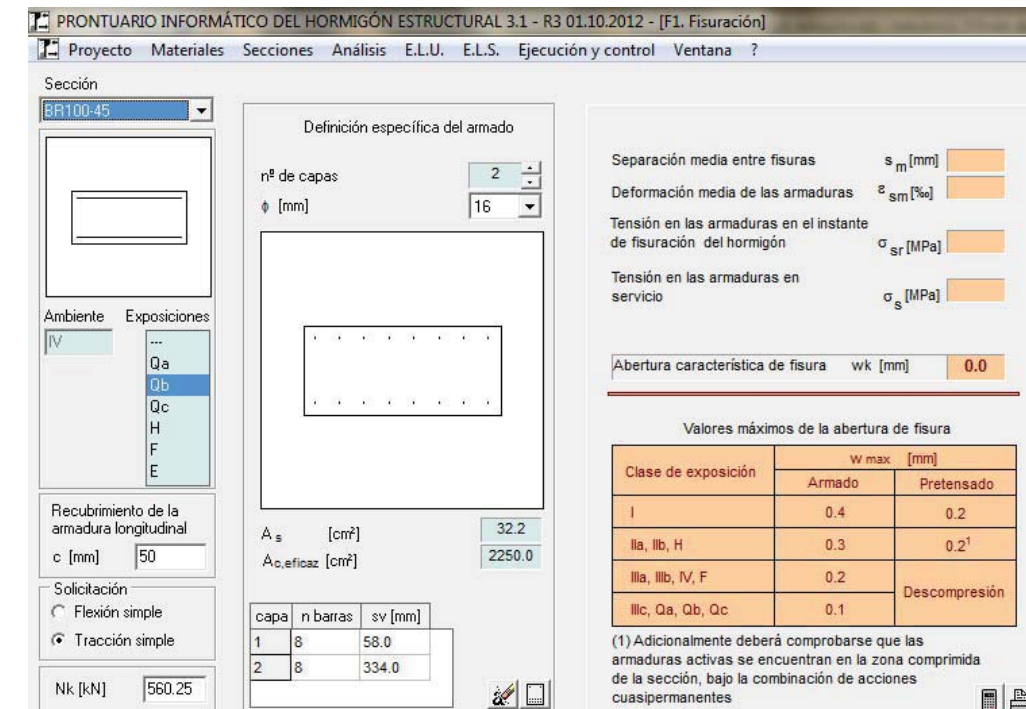 PRONTUARIO INFORMÁTICO DEL HORMIGÓN ESTRUCTURAL 3.1 - R3 01.10.2012 - [F1. Fisuración]
Proyecto Materiales Secciones Análisis E.L.U. E.L.S. Ejecución y control Ventana ?
Sección
BR100-45
Ambiente Exposiciones
IV
---
Qa
Qb
Qc
H
F
E
Recubrimiento de la
armadura longitudinal
c [mm] 50
Solicitación
Flexión simple
Tracción simple
Nk [kN] 560.25
Definición específica del armado
nº de capas 2
ϕ [mm] 16
A s [cm²] 32.2
Ac,eficaz [cm²] 2250.0
capa n barras sv [mm]
1 8 58.0
2 8 334.0
Separación media entre fisuras s m [mm]
Deformación media de las armaduras ε sm [‰]
Tensión en las armaduras en el instante
de fisuración del hormigón σ sr [MPa]
Tensión en las armaduras en
servicio σ s [MPa]
Abertura característica de fisura wk [mm] 0.0
Valores máximos de la abertura de fisura
Clase de exposición w max [mm]
Armado Pretensado
I 0.4 0.2
IIa, IIb, H 0.3 0.2¹
IIIa, IIIb, IV, F 0.2 Descompresión
IIIc, Qa, Qb, Qc 0.1
(1) Adicionalmente deberá comprobarse que las
armaduras activas se encuentran en la zona comprimida
de la sección, bajo la combinación de acciones
cuasipermanentes